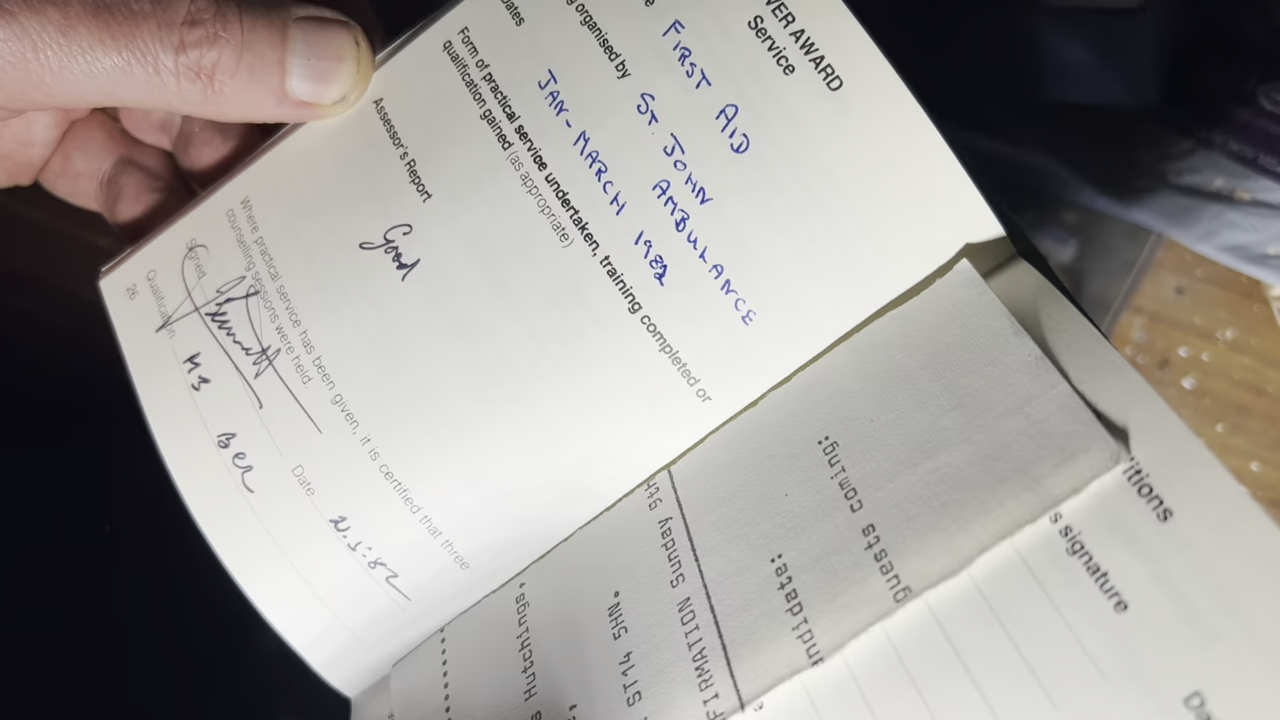 VER AWARD
Service
FIRST AID
g organised by ST. JOHN
AMBULANCE
Dates JAN-MARCH 1982
Form of practical service undertaken, training completed or
qualification gained (as appropriate)
Assessor's Report
Good
Where practical service has been given, it is certified that three
counselling sessions were held.
Signed Date 21.5.82
Qualification
26
itions
s signature
guests coming:
andidate:
FIRMATION Sunday 9th
ST14 5HN.
s Hutchings,